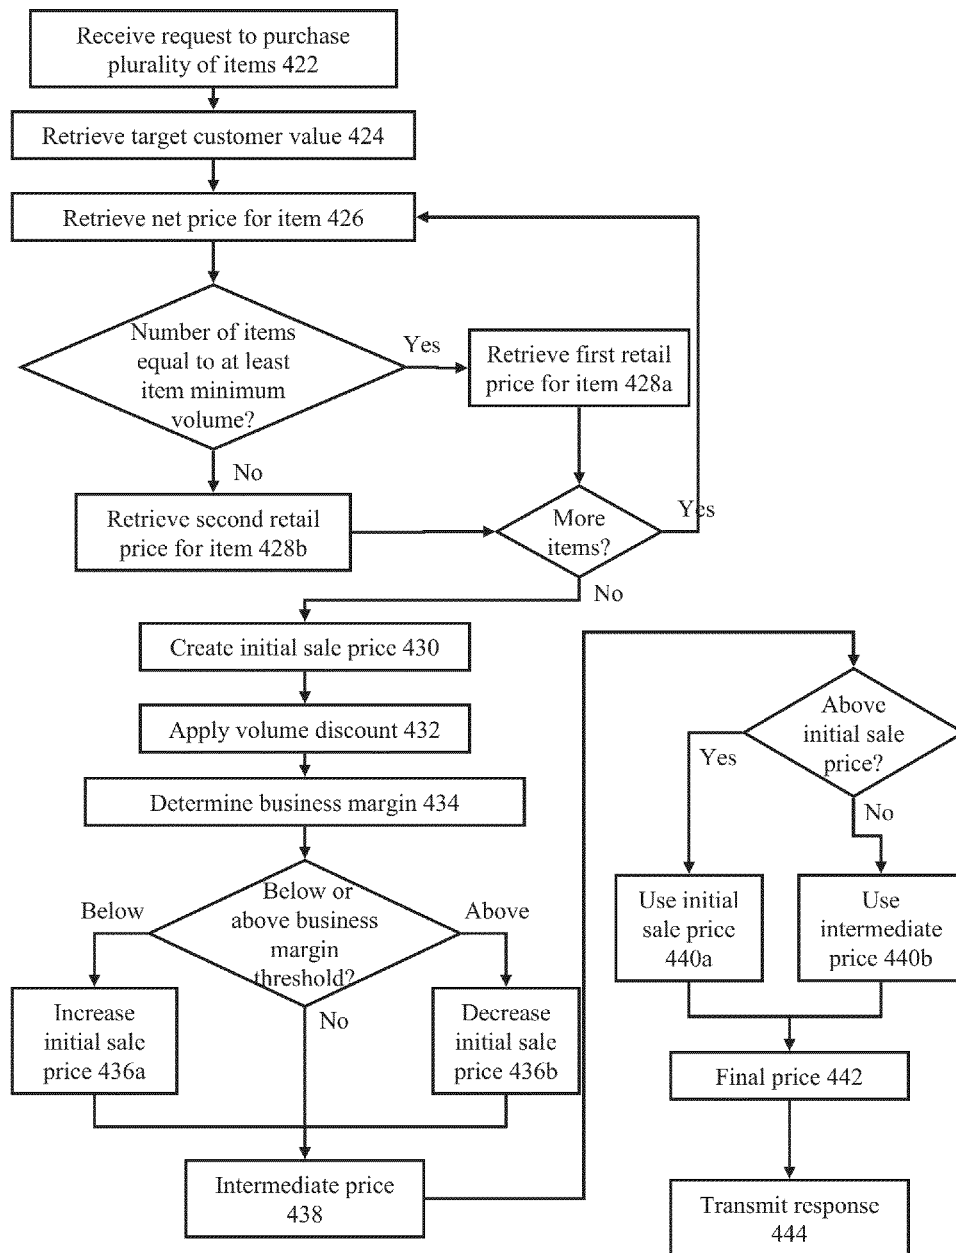 Receive request to purchase
plurality of items 422
Retrieve target customer value 424
Retrieve net price for item 426
Number of items
equal to at least
item minimum
volume?
Yes
Retrieve first retail
price for item 428a
No
Retrieve second retail
price for item 428b
More
items?
Yes
No
Create initial sale price 430
Apply volume discount 432
Determine business margin 434
Below or
above business
margin
threshold?
Below
Above
No
Increase
initial sale
price 436a
Decrease
initial sale
price 436b
Intermediate price
438
Above
initial sale
price?
Yes
No
Use initial
sale price
440a
Use
intermediate
price 440b
Final price 442
Transmit response
444